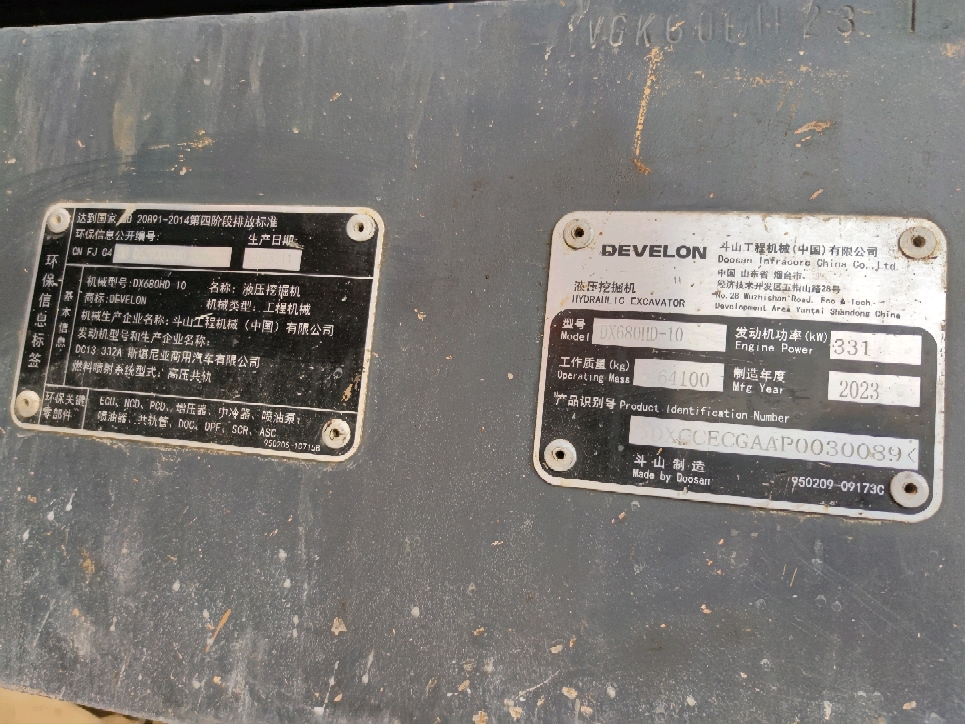 达到国家 GB 20891-2014第四阶段排放标准
环保信息公开编号:
生产日期
CN FJ G4
环保信息标签
基本信息
机械型号:DX680HD-10 名称: 液压挖掘机
商标:DEVELON 机械类型: 工程机械
机械生产企业名称: 斗山工程机械(中国)有限公司
发动机型号和生产企业名称:
DC13 332A 斯堪尼亚商用汽车有限公司
燃料喷射系统型式: 高压共轨
环保关键零部件
ECU、MCD、PCD、增压器、中冷器、喷油泵、
喷油器、共轨管、DOC、DPF、SCR、ASC
950205-10715B
DEVELON
斗山工程机械(中国)有限公司
Doosan Infracore China Co.,Ltd.
中国 山东省 烟台市
经济技术开发区五指山路28号
No.28 Wuzhishan Road, Eco & Tech-
Development Area Yantai Shandong China
液压挖掘机
HYDRAULIC EXCAVATOR
型号
Model DX680HD-10
发动机功率(kW)
Engine Power 331
工作质量(kg)
Operating Mass 64100
制造年度
Mfg Year 2023
产品识别号 Product Identification Number
DXCCECGAAP0030089<
斗山制造
Made by Doosan
950209-09173C